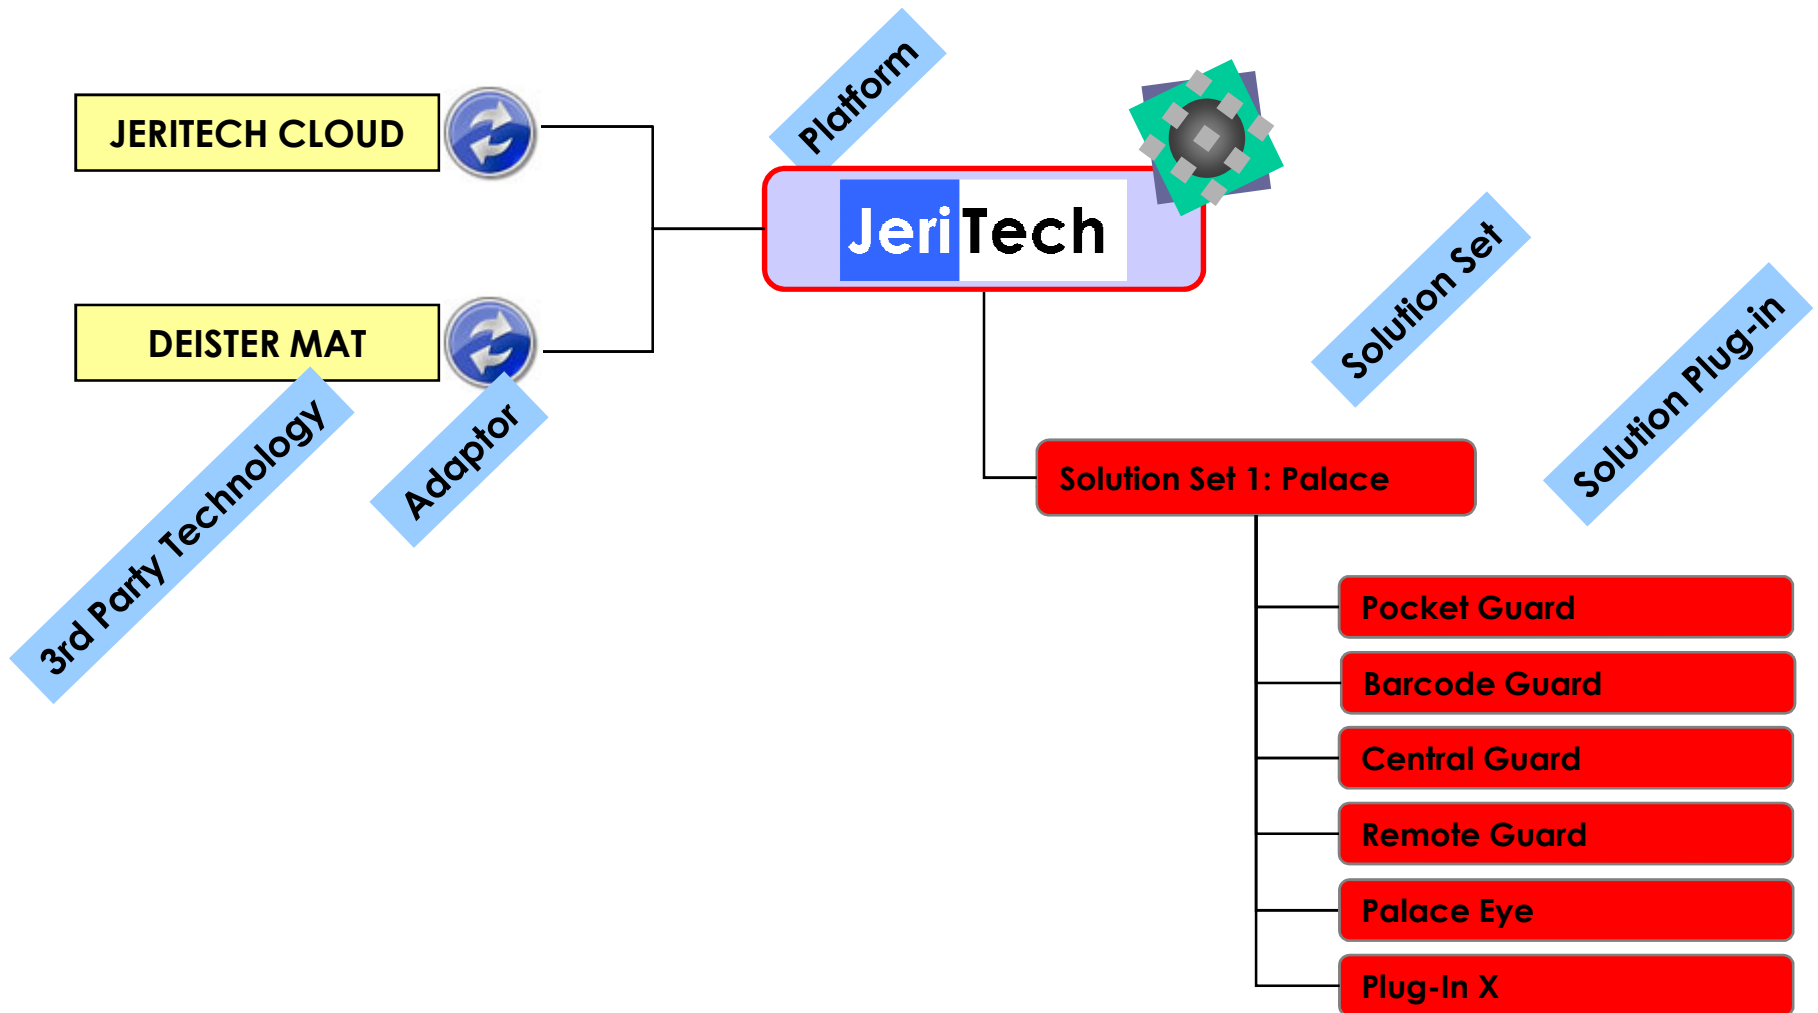 Platform
JERITECH CLOUD
JeriTech
Solution Set
DEISTER MAT
Solution Plug-in
3rd Party Technology
Adaptor
Solution Set 1: Palace
Pocket Guard
Barcode Guard
Central Guard
Remote Guard
Palace Eye
Plug-In X